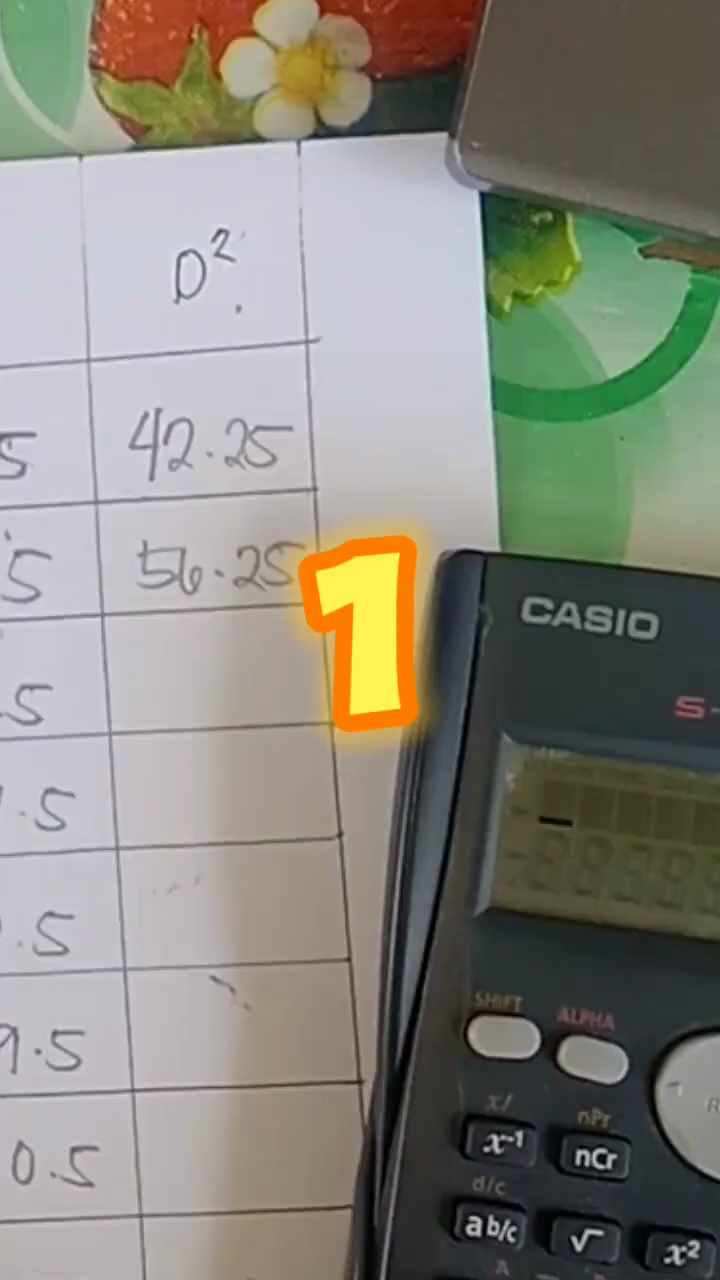 D²
5 42.25
.5 56.25
1
CASIO
S-
.5
.5
.5
9.5
0.5
SHIFT
ALPHA
x!
nPr
x⁻¹
nCr
d/c
a b/c
√
x²
A
R